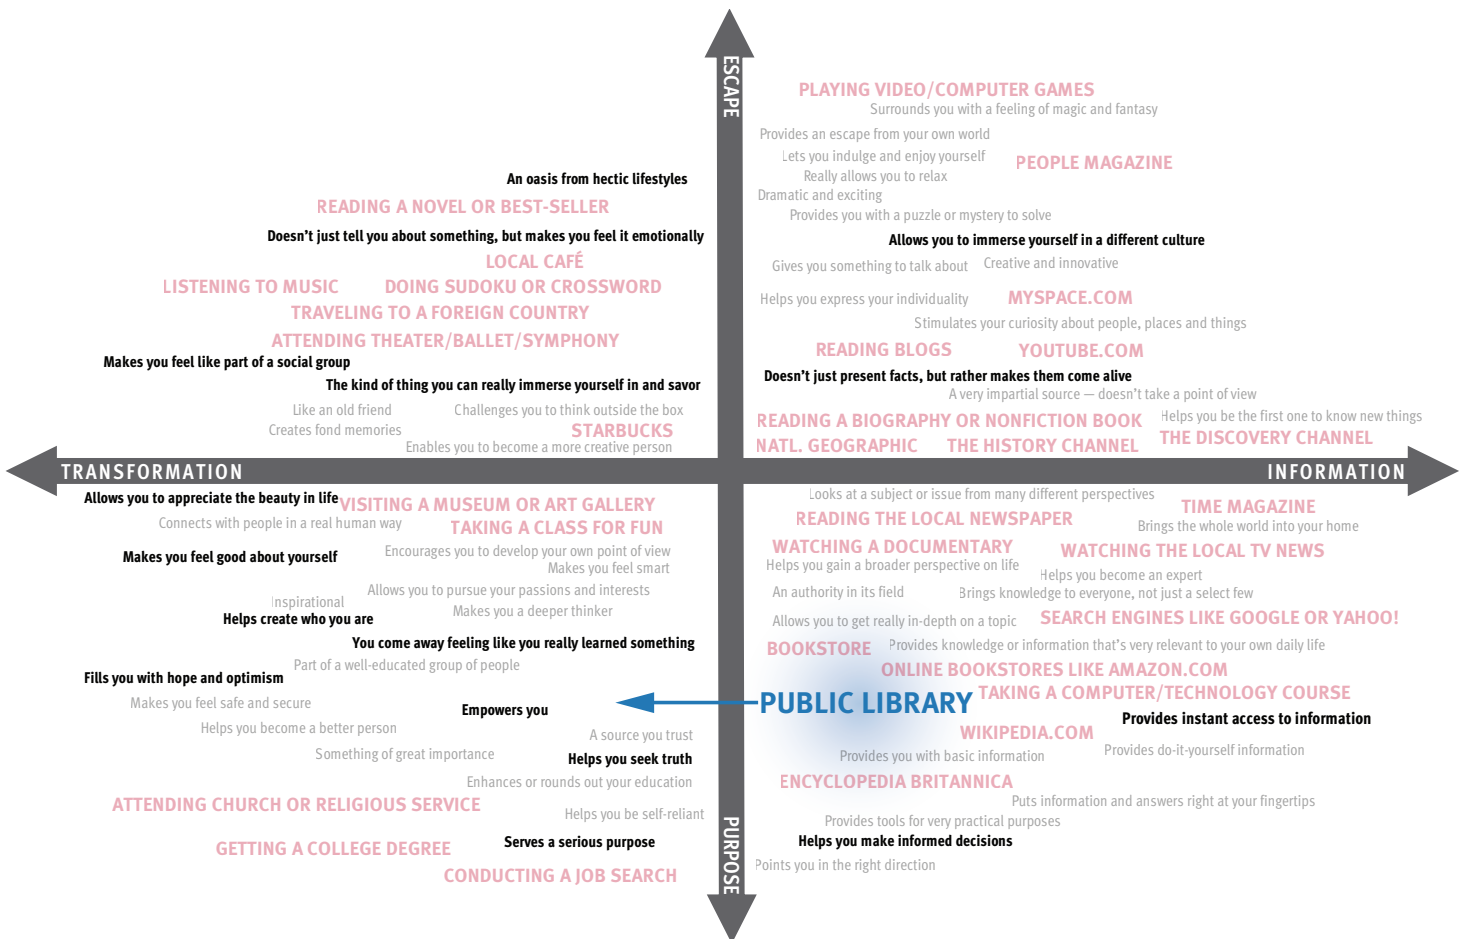 ESCAPE
PLAYING VIDEO/COMPUTER GAMES
Surrounds you with a feeling of magic and fantasy
Provides an escape from your own world
Lets you indulge and enjoy yourself
PEOPLE MAGAZINE
Really allows you to relax
An oasis from hectic lifestyles
Dramatic and exciting
READING A NOVEL OR BEST-SELLER
Provides you with a puzzle or mystery to solve
Doesn't just tell you about something, but makes you feel it emotionally
Allows you to immerse yourself in a different culture
LOCAL CAFÉ
Gives you something to talk about
Creative and innovative
LISTENING TO MUSIC
DOING SUDOKU OR CROSSWORD
Helps you express your individuality
MYSPACE.COM
TRAVELING TO A FOREIGN COUNTRY
Stimulates your curiosity about people, places and things
ATTENDING THEATER/BALLET/SYMPHONY
READING BLOGS
YOUTUBE.COM
Makes you feel like part of a social group
Doesn't just present facts, but rather makes them come alive
The kind of thing you can really immerse yourself in and savor
A very impartial source — doesn't take a point of view
Like an old friend
Challenges you to think outside the box
READING A BIOGRAPHY OR NONFICTION BOOK
Helps you be the first one to know new things
Creates fond memories
STARBUCKS
Enables you to become a more creative person
NATL. GEOGRAPHIC
THE HISTORY CHANNEL
THE DISCOVERY CHANNEL
TRANSFORMATION
INFORMATION
Allows you to appreciate the beauty in life
VISITING A MUSEUM OR ART GALLERY
Looks at a subject or issue from many different perspectives
TIME MAGAZINE
Connects with people in a real human way
TAKING A CLASS FOR FUN
READING THE LOCAL NEWSPAPER
Brings the whole world into your home
Makes you feel good about yourself
Encourages you to develop your own point of view
WATCHING A DOCUMENTARY
WATCHING THE LOCAL TV NEWS
Makes you feel smart
Helps you gain a broader perspective on life
Helps you become an expert
Allows you to pursue your passions and interests
An authority in its field
Brings knowledge to everyone, not just a select few
Inspirational
Makes you a deeper thinker
Helps create who you are
Allows you to get really in-depth on a topic
SEARCH ENGINES LIKE GOOGLE OR YAHOO!
You come away feeling like you really learned something
BOOKSTORE
Provides knowledge or information that's very relevant to your own daily life
Part of a well-educated group of people
ONLINE BOOKSTORES LIKE AMAZON.COM
Fills you with hope and optimism
PUBLIC LIBRARY
TAKING A COMPUTER/TECHNOLOGY COURSE
Makes you feel safe and secure
Empowers you
Provides instant access to information
Helps you become a better person
A source you trust
WIKIPEDIA.COM
Something of great importance
Helps you seek truth
Provides you with basic information
Provides do-it-yourself information
Enhances or rounds out your education
ENCYCLOPEDIA BRITANNICA
ATTENDING CHURCH OR RELIGIOUS SERVICE
Helps you be self-reliant
Puts information and answers right at your fingertips
Provides tools for very practical purposes
GETTING A COLLEGE DEGREE
Serves a serious purpose
PURPOSE
Helps you make informed decisions
CONDUCTING A JOB SEARCH
Points you in the right direction